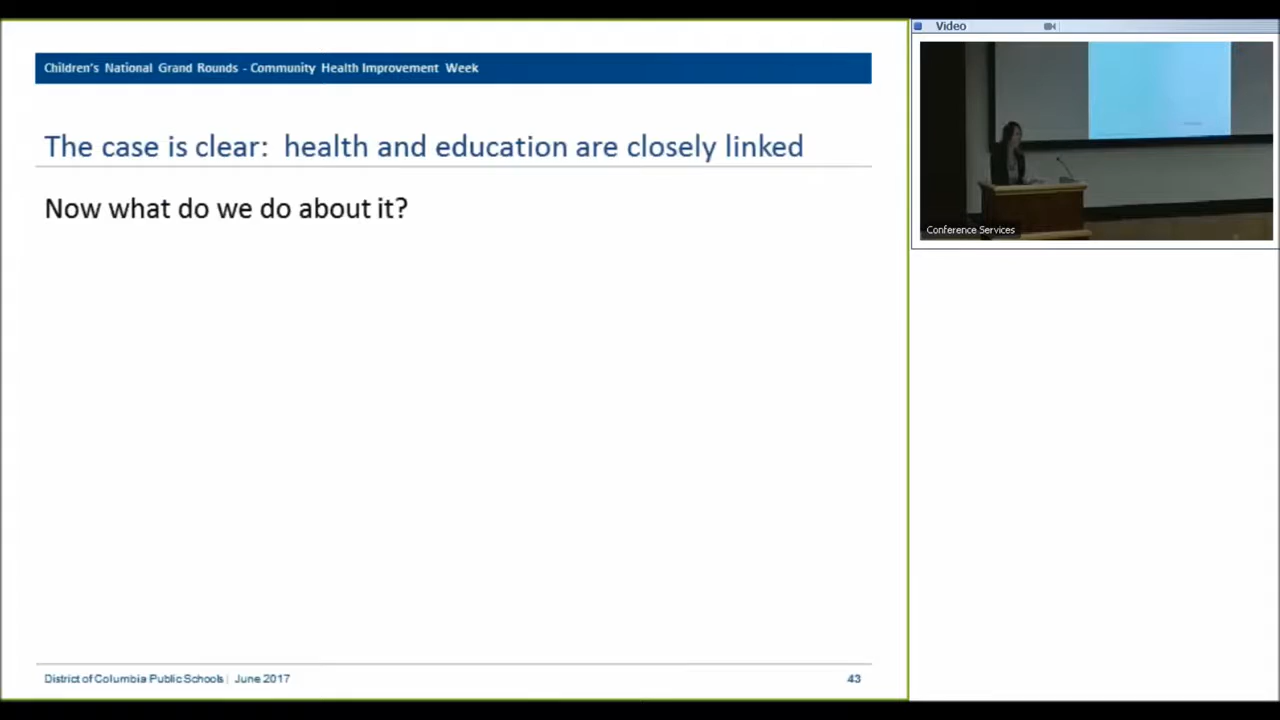 Children's National Grand Rounds - Community Health Improvement Week
The case is clear: health and education are closely linked
Now what do we do about it?
District of Columbia Public Schools | June 2017
43
Video
Conference Services